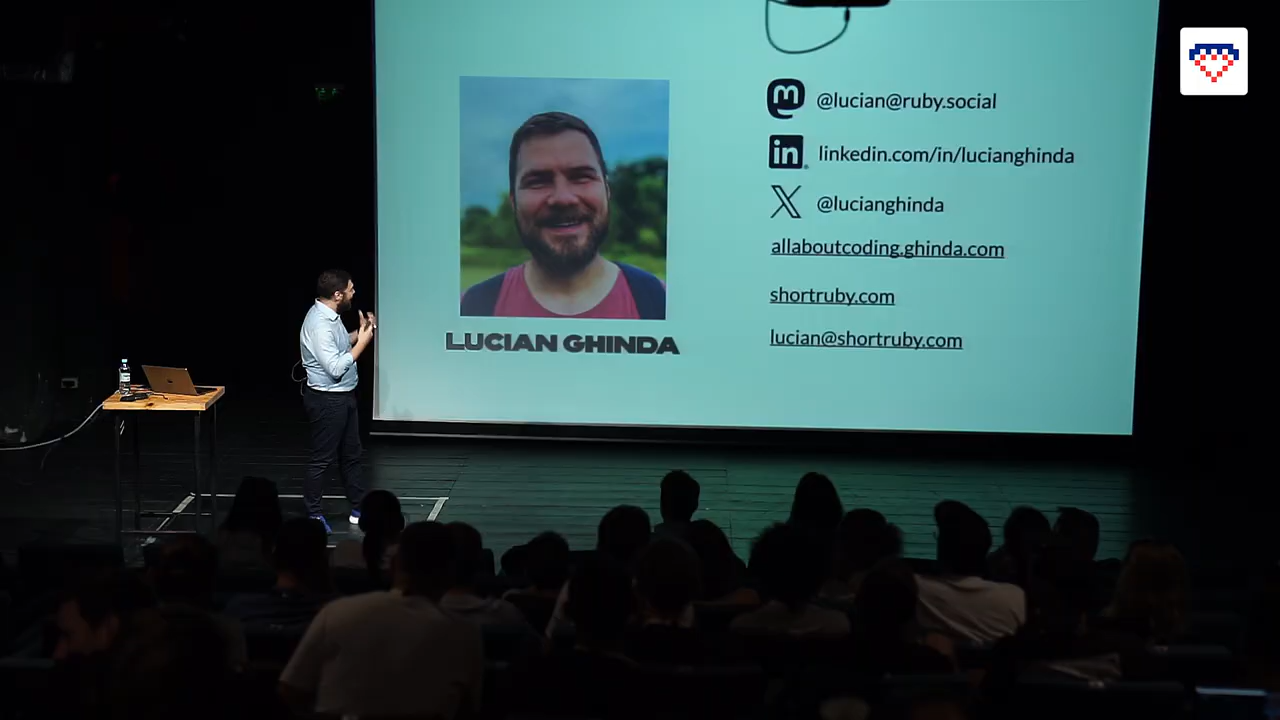 @lucian@ruby.social
linkedin.com/in/lucianghinda
@lucianghinda
allaboutcoding.ghinda.com
shortruby.com
lucian@shortruby.com
LUCIAN GHINDA